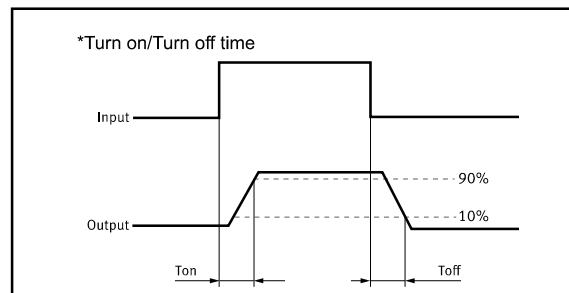 *Turn on/Turn off time
Input
90%
10%
Output
Ton
Toff